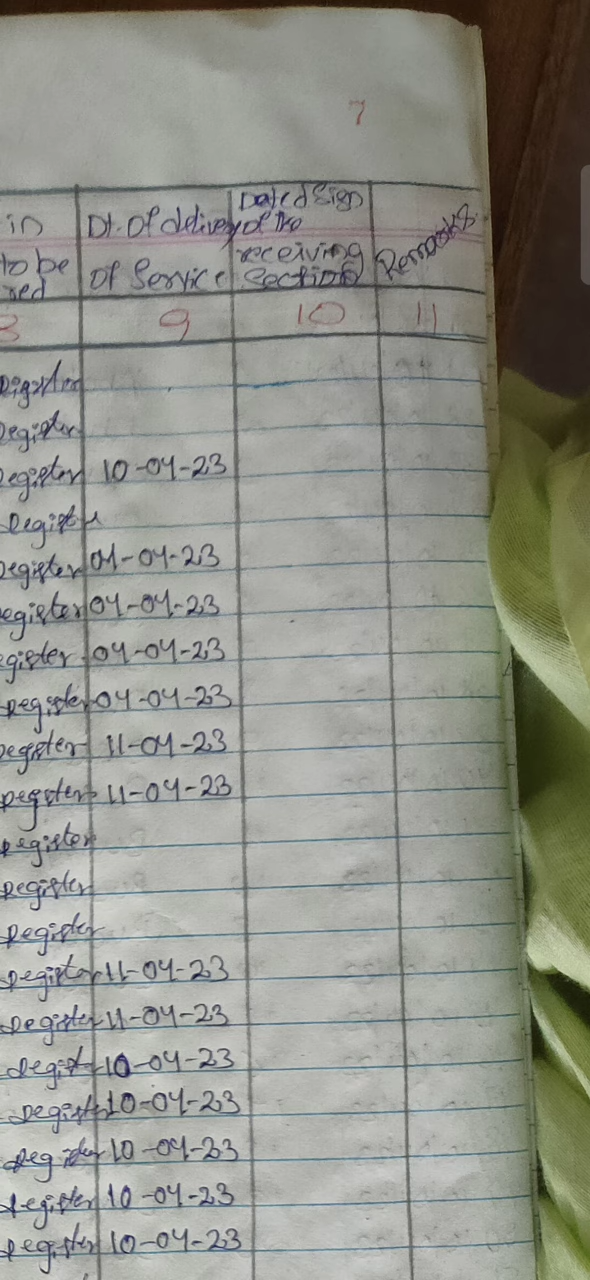 7
in Dt. Of delivery Dated Sign of the
to be Of Service receiving Section Remarks
9 10 11
Register
Register
Register 10-04-23
Register
Register 04-04-23
Register 04-04-23
egister 04-04-23
Register 04-04-23
Register 11-04-23
Register 11-04-23
Register
Register
Register
Register 11-04-23
Register 11-04-23
Register 10-04-23
Register 10-04-23
Register 10-04-23
Register 10-04-23
Register 10-04-23